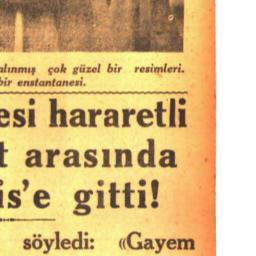 alınmış çok güzel bir resimleri.
bir enstantanesi.
esi hararetli
t arasında
is'e gitti!
söyledi: «Gayem